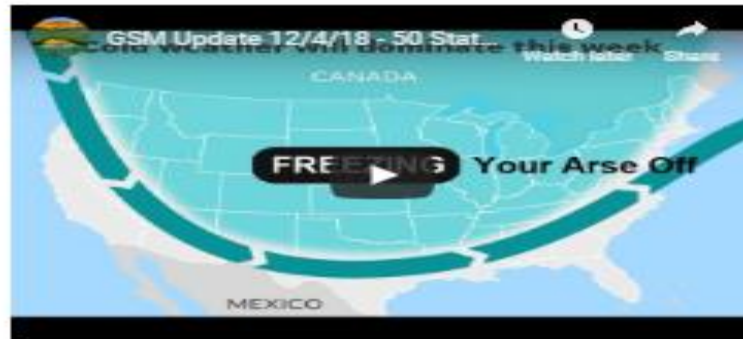 GSM Update 12/4/18 - 50 Stat...
Cold weather will dominate this week
Watch later
Share
CANADA
FREEZING Your Arse Off
MEXICO